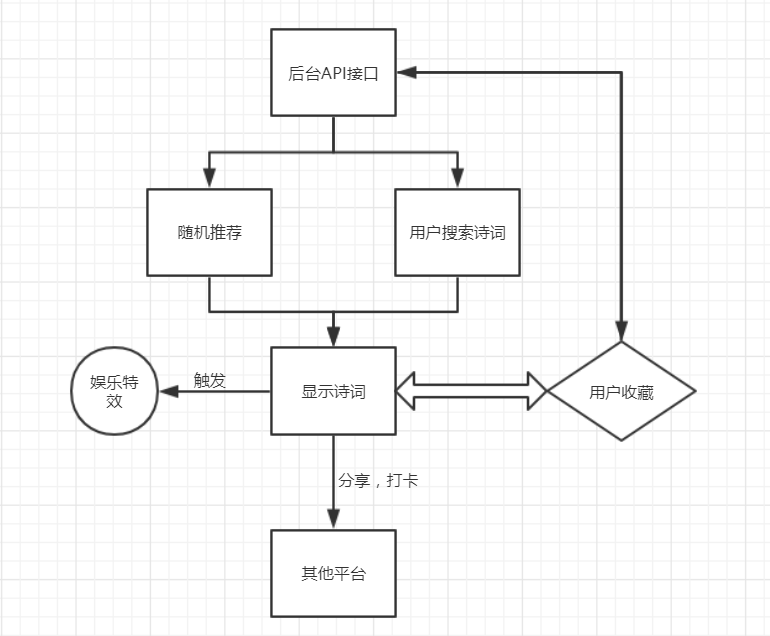 后台API接口
随机推荐
用户搜索诗词
娱乐特
效
触发
显示诗词
用户收藏
分享，打卡
其他平台